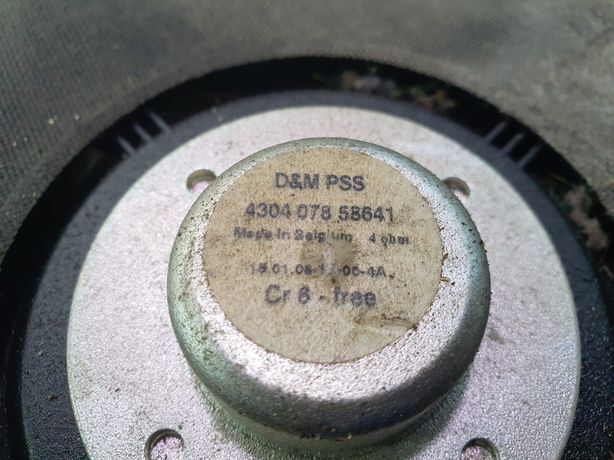 D&M PSS
4304 078 58641
Made in Belgium 4 ohm
Cr 6 - free